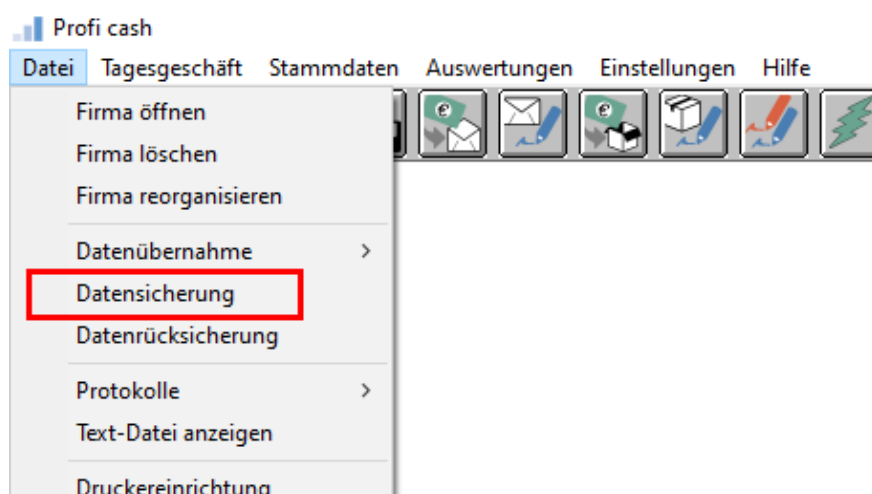 Profi cash
Datei Tagesgeschäft Stammdaten Auswertungen Einstellungen Hilfe
Firma öffnen
Firma löschen
Firma reorganisieren
Datenübernahme
Datensicherung
Datenrücksicherung
Protokolle
Text-Datei anzeigen
Druckereinrichtung